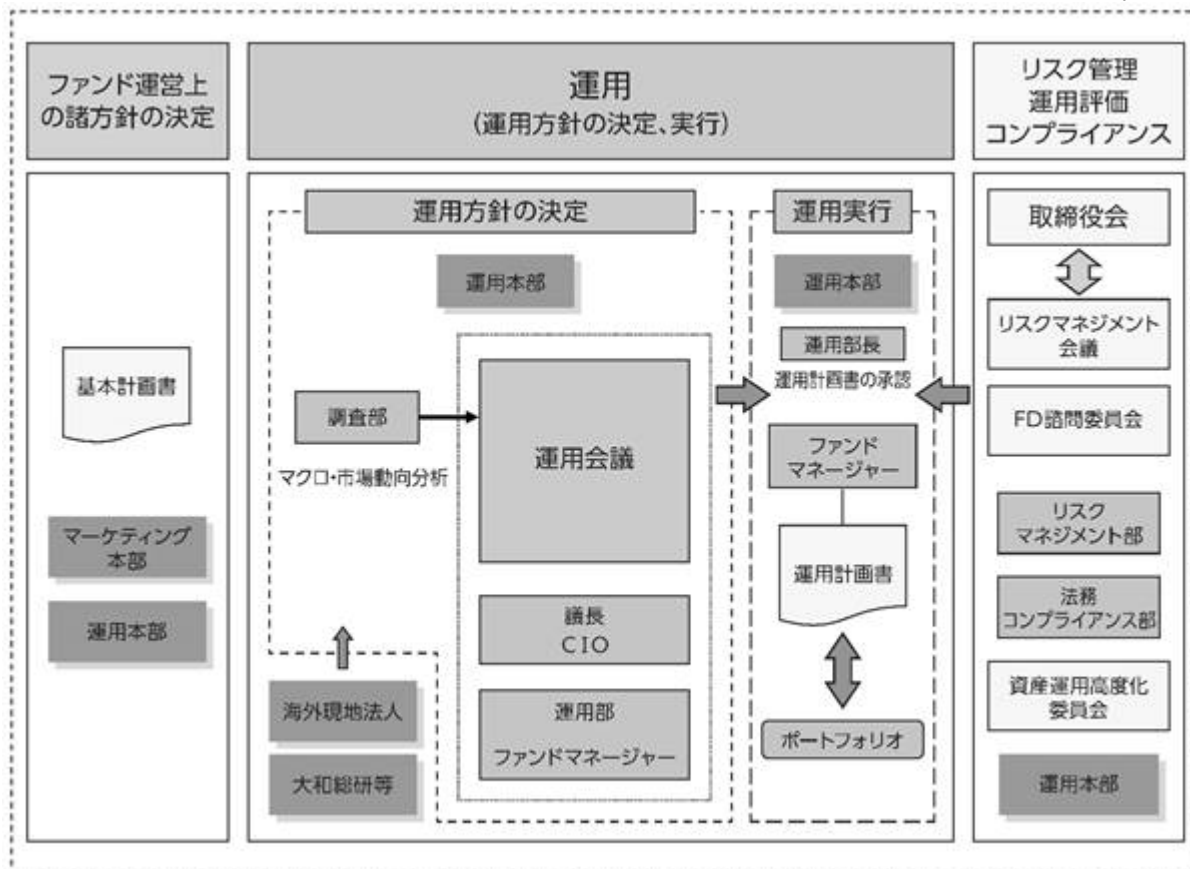 ファンド運営上
の諸方針の決定
運用
(運用方針の決定、実行)
リスク管理
運用評価
コンプライアンス
基本計画書
マーケティング
本部
運用本部
運用方針の決定
運用本部
調査部
マクロ・市場動向分析
運用会議
議長
CIO
運用部
ファンドマネージャー
海外現地法人
大和総研等
運用実行
運用本部
運用部長
運用計画書の承認
ファンド
マネージャー
運用計画書
ポートフォリオ
取締役会
リスクマネジメント
会議
FD諮問委員会
リスク
マネジメント部
法務
コンプライアンス部
資産運用高度化
委員会
運用本部